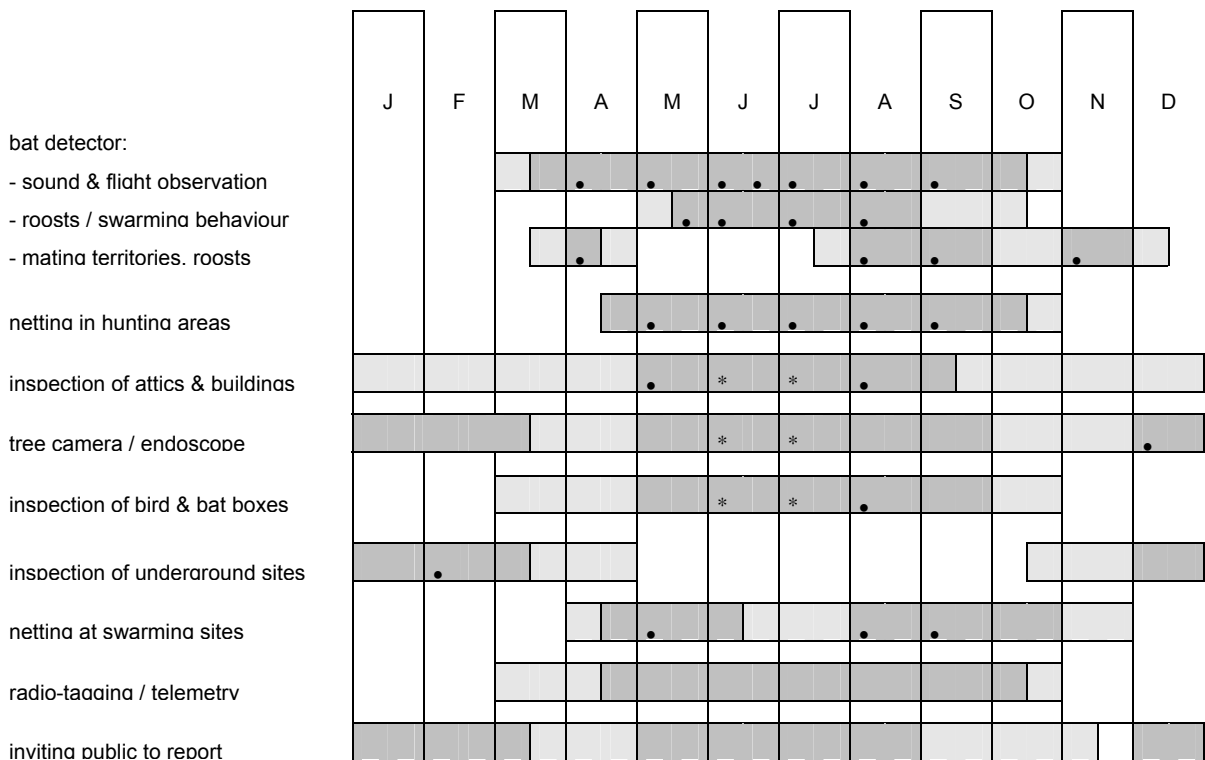 J F M A M J J A S O N D
bat detector:
- sound & flight observation
- roosts / swarming behaviour
- mating territories. roosts
netting in hunting areas
inspection of attics & buildings
* *
tree camera / endoscope
* *
inspection of bird & bat boxes
* *
inspection of underground sites
netting at swarming sites
radio-tagging / telemetry
inviting public to report